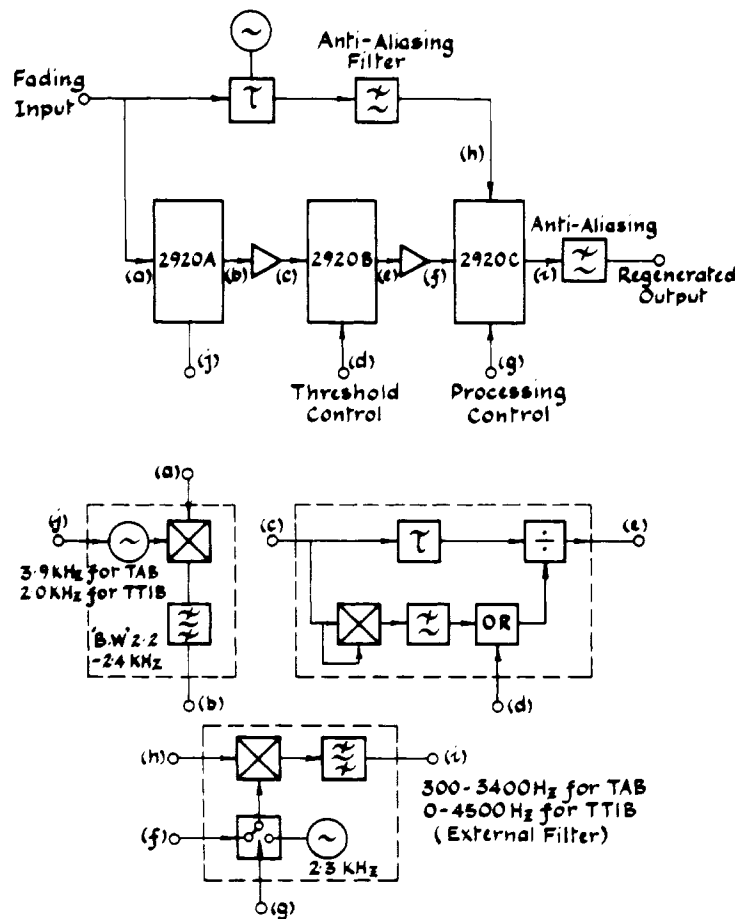 Fading
Input
τ
Anti-Aliasing
Filter
(h)
(a)
2920A
(b)
(c)
2920B
(e)
(f)
2920C
Anti-Aliasing
(i)
Regenerated
Output
(j)
(d)
Threshold
Control
(g)
Processing
Control
(a)
(j)
3.9 KHz for TAB
2.0 KHz for TTIB
'B.W' 2.2
-2.4 KHz
(b)
(c)
τ
÷
(e)
OR
(d)
(h)
(i)
300-3400Hz for TAB
0-4500Hz for TTIB
(External Filter)
(f)
2.3 KHz
(g)